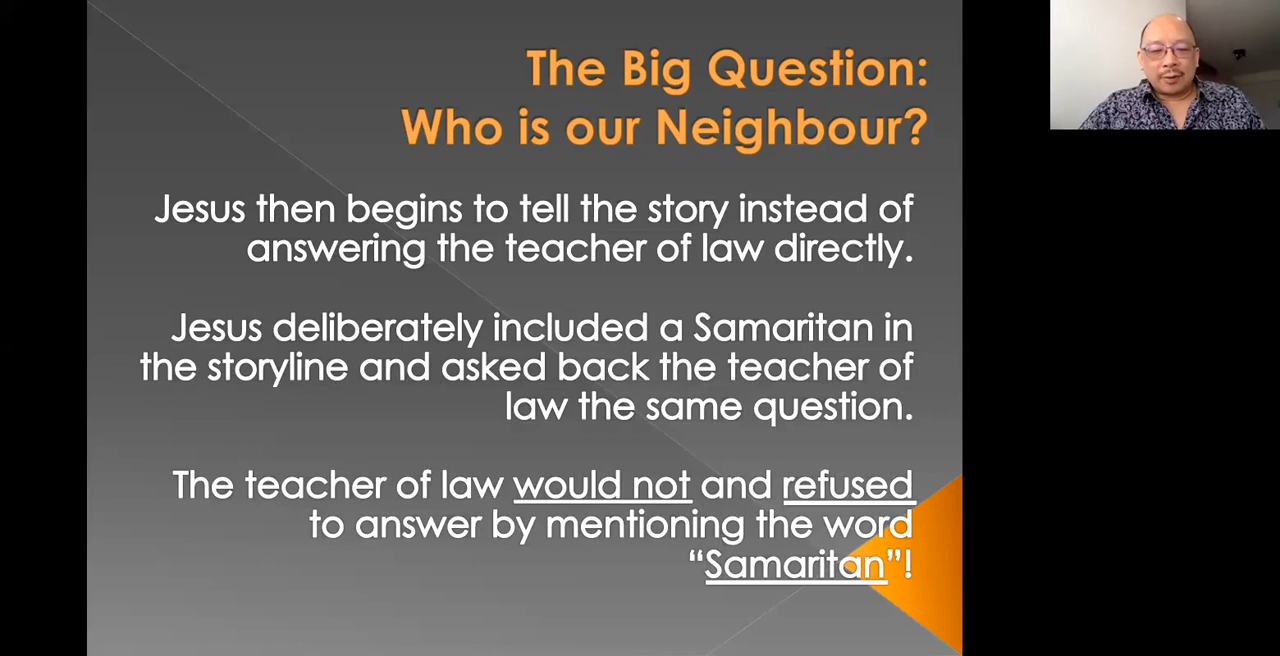 The Big Question:
Who is our Neighbour?
Jesus then begins to tell the story instead of
answering the teacher of law directly.
Jesus deliberately included a Samaritan in
the storyline and asked back the teacher of
law the same question.
The teacher of law would not and refused
to answer by mentioning the word
“Samaritan”!